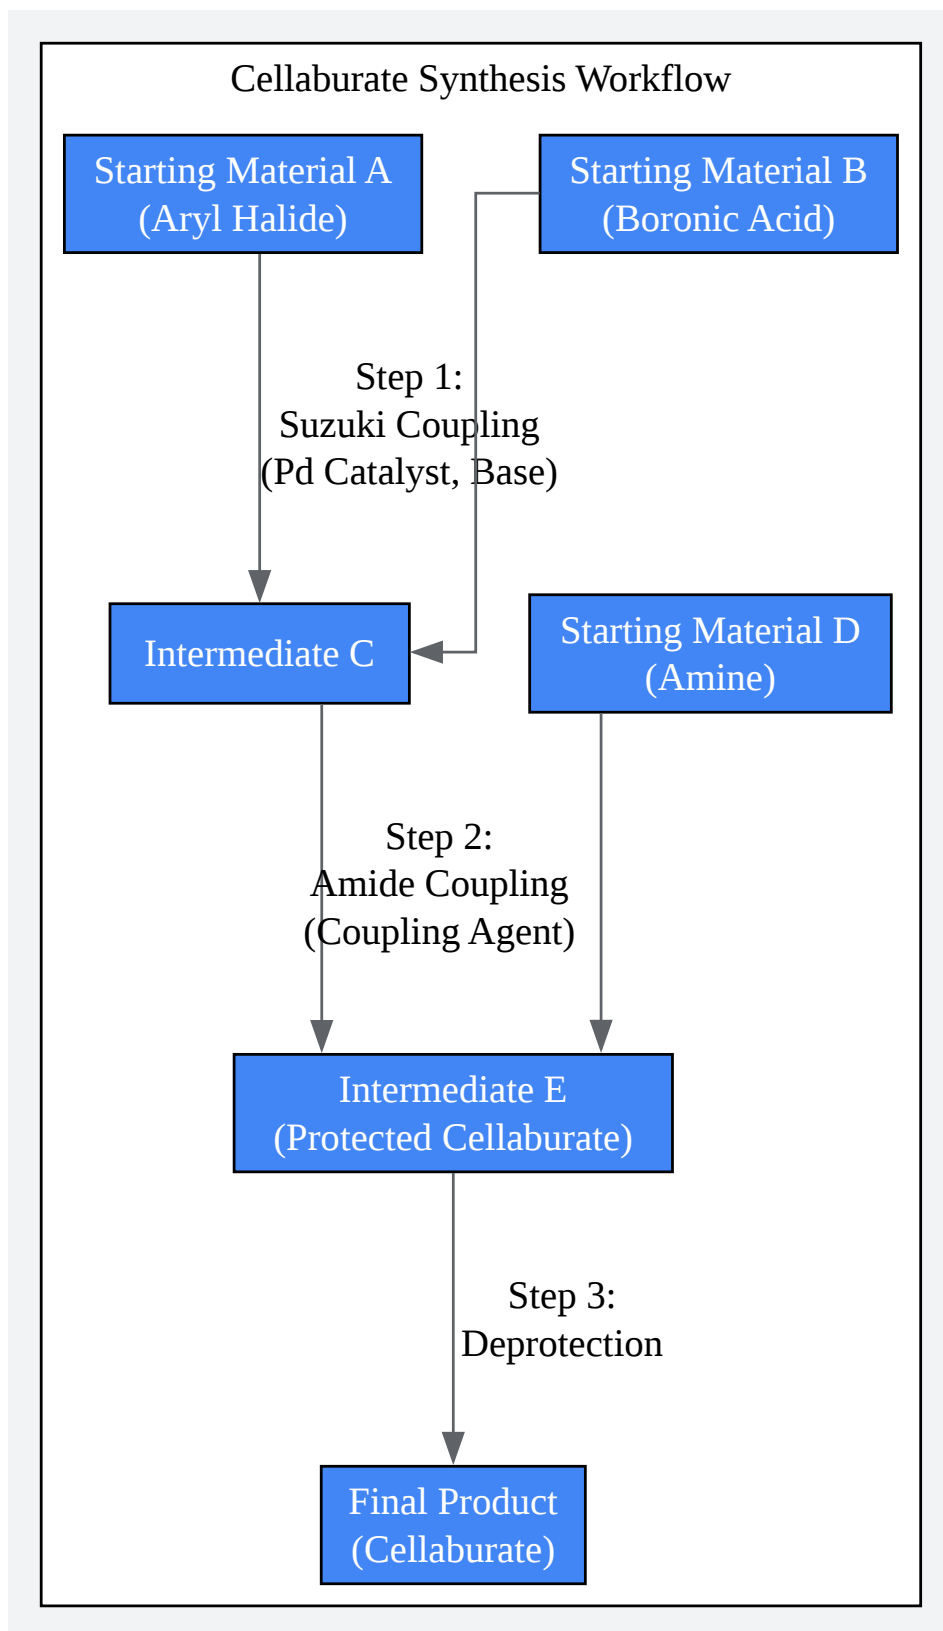 Cellaburate Synthesis Workflow
Starting Material A
(Aryl Halide)
Starting Material B
(Boronic Acid)
Step 1:
Suzuki Coupling
(Pd Catalyst, Base)
Intermediate C
Starting Material D
(Amine)
Step 2:
Amide Coupling
(Coupling Agent)
Intermediate E
(Protected Cellaburate)
Step 3:
Deprotection
Final Product
(Cellaburate)